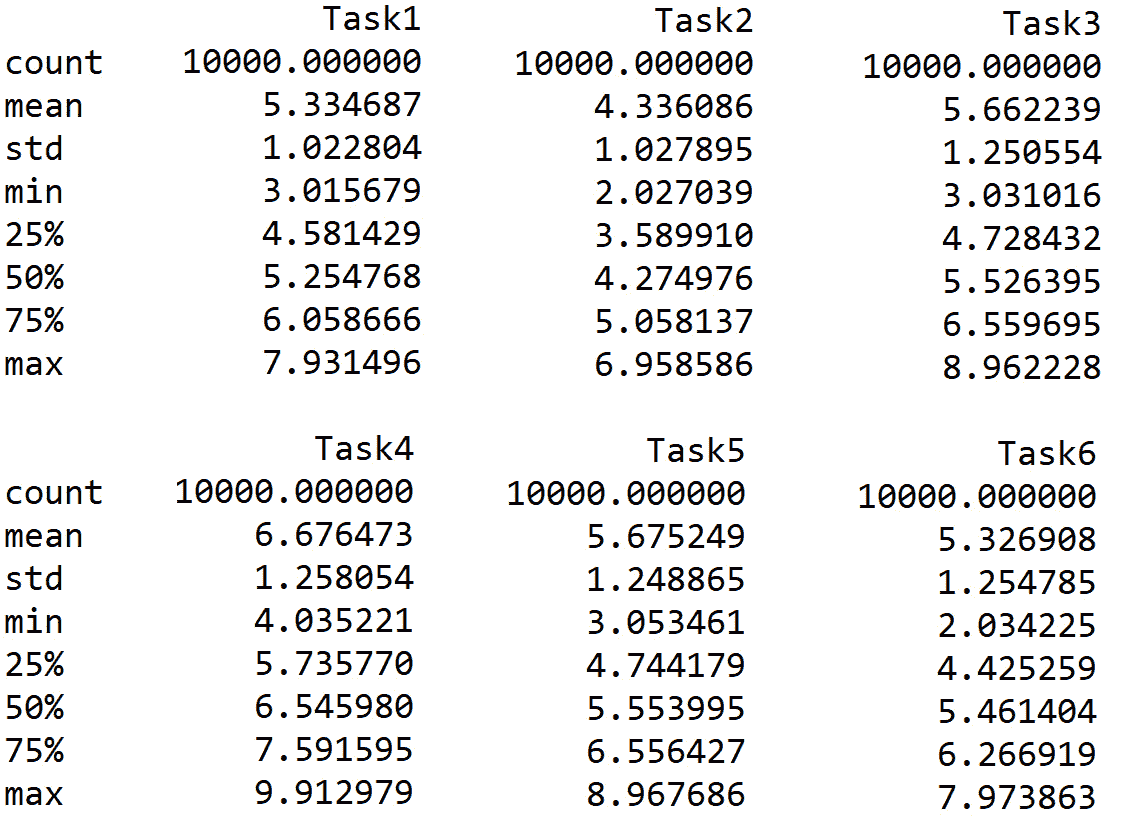 Task1 Task2 Task3
count 10000.000000 10000.000000 10000.000000
mean 5.334687 4.336086 5.662239
std 1.022804 1.027895 1.250554
min 3.015679 2.027039 3.031016
25% 4.581429 3.589910 4.728432
50% 5.254768 4.274976 5.526395
75% 6.058666 5.058137 6.559695
max 7.931496 6.958586 8.962228
Task4 Task5 Task6
count 10000.000000 10000.000000 10000.000000
mean 6.676473 5.675249 5.326908
std 1.258054 1.248865 1.254785
min 4.035221 3.053461 2.034225
25% 5.735770 4.744179 4.425259
50% 6.545980 5.553995 5.461404
75% 7.591595 6.556427 6.266919
max 9.912979 8.967686 7.973863